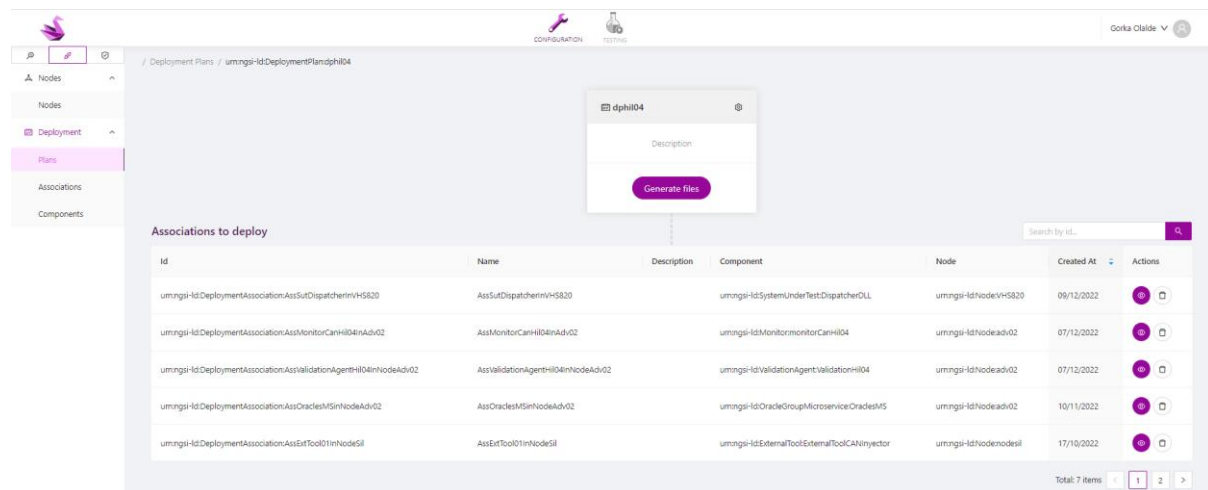 CONFIGURATION
TESTING
Gorka Olalde
/ Deployment Plans / urn:ngsi-ld:DeploymentPlan:dphil04
Nodes
Nodes
Deployment
Plans
Associations
Components
dphil04
Description
Generate files
Associations to deploy
Search by id...
Id Name Description Component Node Created At Actions
urn:ngsi-ld:DeploymentAssociation:AssSutDispatcherInVHS820 AssSutDispatcherInVHS820 urn:ngsi-ld:SystemUnderTest:DispatcherDLL urn:ngsi-ld:Node:VHS820 09/12/2022
urn:ngsi-ld:DeploymentAssociation:AssMonitorCanHil04InAdv02 AssMonitorCanHil04InAdv02 urn:ngsi-ld:Monitor:monitorCanHil04 urn:ngsi-ld:Node:adv02 07/12/2022
urn:ngsi-ld:DeploymentAssociation:AssValidationAgentHil04InNodeAdv02 AssValidationAgentHil04InNodeAdv02 urn:ngsi-ld:ValidationAgent:ValidationHil04 urn:ngsi-ld:Node:adv02 07/12/2022
urn:ngsi-ld:DeploymentAssociation:AssOraclesMSinNodeAdv02 AssOraclesMSinNodeAdv02 urn:ngsi-ld:OracleGroupMicroservice:OraclesMS urn:ngsi-ld:Node:adv02 10/11/2022
urn:ngsi-ld:DeploymentAssociation:AssExtTool01InNodeSil AssExtTool01InNodeSil urn:ngsi-ld:ExternalTool:ExternalToolCANInyector urn:ngsi-ld:Node:nodesil 17/10/2022
Total: 7 items < 1 2 >